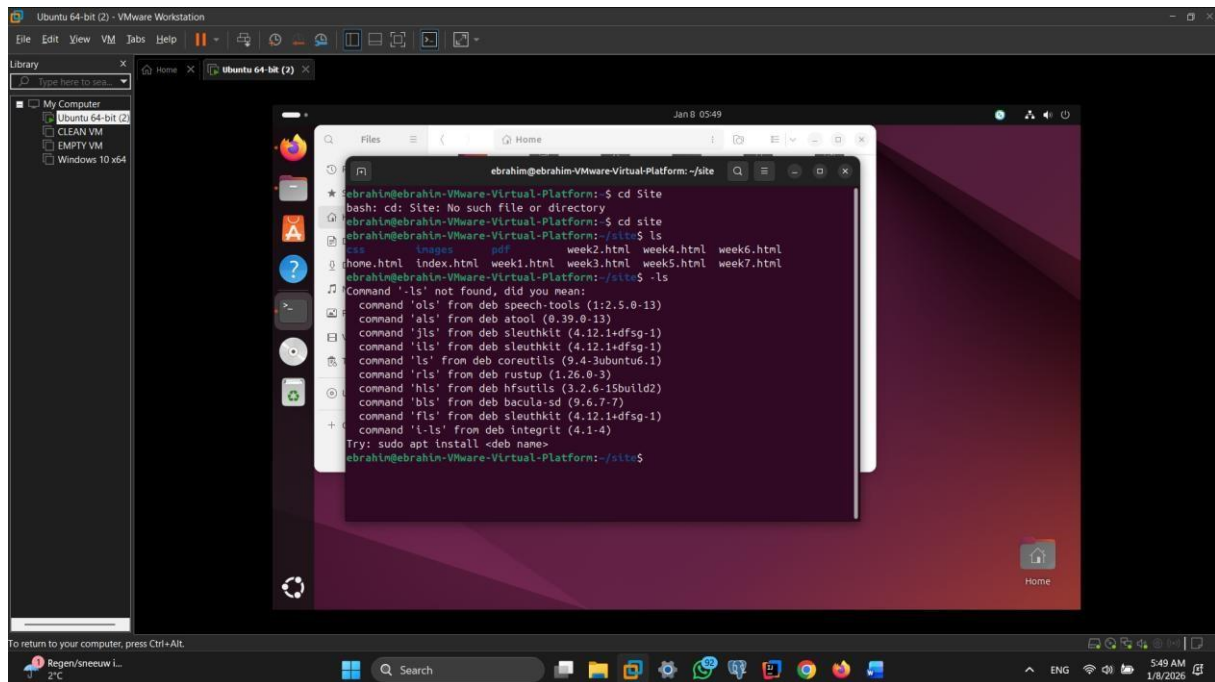 Ubuntu 64-bit (2) - VMware Workstation
File Edit View VM Tabs Help
Library
Type here to sea...
Home
Ubuntu 64-bit (2)
My Computer
Ubuntu 64-bit (2)
CLEAN VM
EMPTY VM
Windows 10 x64
Jan 8 05:49
Files
Home
ebrahim@ebrahim-VMware-Virtual-Platform: ~/site
ebrahim@ebrahim-VMware-Virtual-Platform:~$ cd Site
bash: cd: Site: No such file or directory
ebrahim@ebrahim-VMware-Virtual-Platform:~$ cd site
ebrahim@ebrahim-VMware-Virtual-Platform:~/site$ ls
css images pdf week2.html week4.html week6.html
home.html index.html week1.html week3.html week5.html week7.html
ebrahim@ebrahim-VMware-Virtual-Platform:~/site$ -ls
Command '-ls' not found, did you mean:
command 'ols' from deb speech-tools (1:2.5.0-13)
command 'als' from deb atool (0.39.0-13)
command 'jls' from deb sleuthkit (4.12.1+dfsg-1)
command 'ils' from deb sleuthkit (4.12.1+dfsg-1)
command 'ls' from deb coreutils (9.4-3ubuntu6.1)
command 'rls' from deb rustup (1.26.0-3)
command 'hls' from deb hfsutils (3.2.6-15build2)
command 'bls' from deb bacula-sd (9.6.7-7)
command 'fls' from deb sleuthkit (4.12.1+dfsg-1)
command 'i-ls' from deb integrit (4.1-4)
Try: sudo apt install <deb name>
ebrahim@ebrahim-VMware-Virtual-Platform:~/site$
Home
To return to your computer, press Ctrl+Alt.
Regen/sneeuw i...
2°C
Search
92
ENG
5:49 AM
1/8/2026